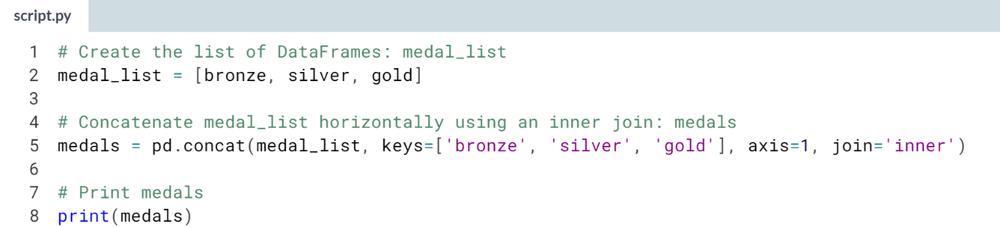 script.py
1 # Create the list of DataFrames: medal_list
2 medal_list = [bronze, silver, gold]
3
4 # Concatenate medal_list horizontally using an inner join: medals
5 medals = pd.concat(medal_list, keys=['bronze', 'silver', 'gold'], axis=1, join='inner')
6
7 # Print medals
8 print(medals)